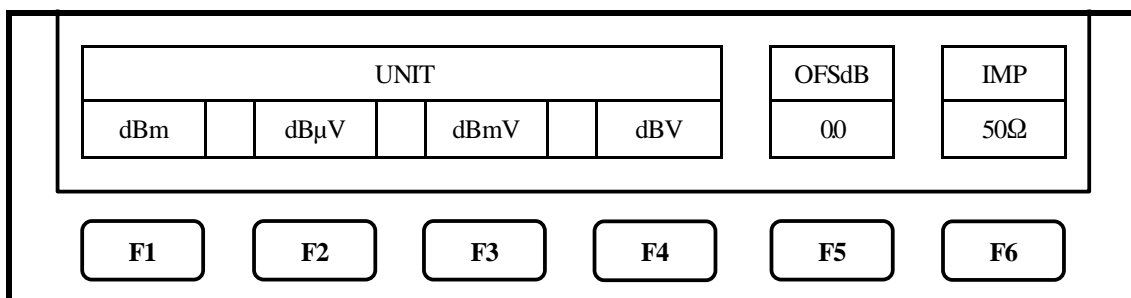 UNIT OFSdB IMP
dBm dBμV dBmV dBV 0.0 50Ω
F1 F2 F3 F4 F5 F6